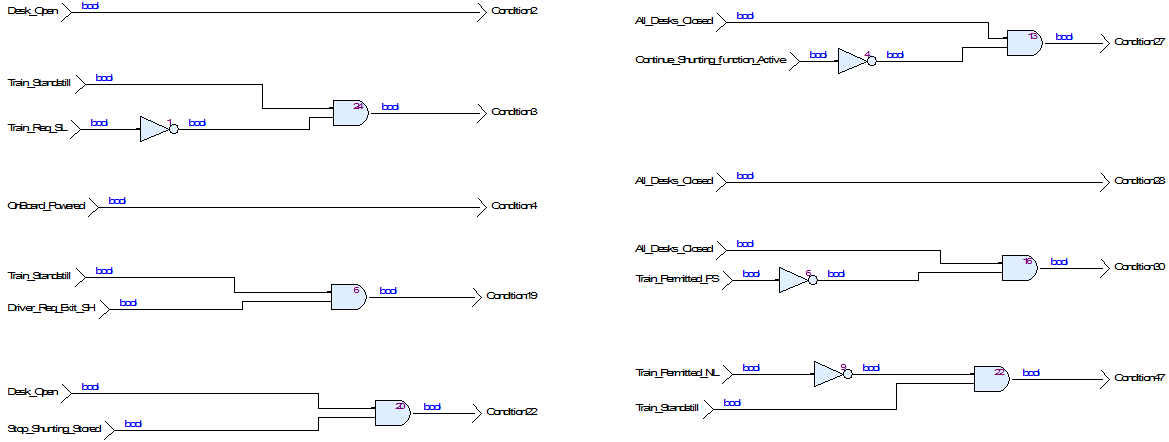 Desk_Open bool Condition2
Train_Standstill bool
24 bool Condition3
Train_Req_SL bool 1 bool
OnBoard_Powered bool Condition4
Train_Standstill bool
6 bool Condition19
Driver_Req_Exit_SH bool
Desk_Open bool
20 bool Condition22
Stop_Shunting_Stored bool
All_Desks_Closed bool
13 bool Condition27
Continue_Shunting_function_Active bool 4 bool
All_Desks_Closed bool Condition28
All_Desks_Closed bool
16 bool Condition30
Train_Permitted_PS bool 6 bool
Train_Permitted_NL bool 9 bool
22 bool Condition47
Train_Standstill bool